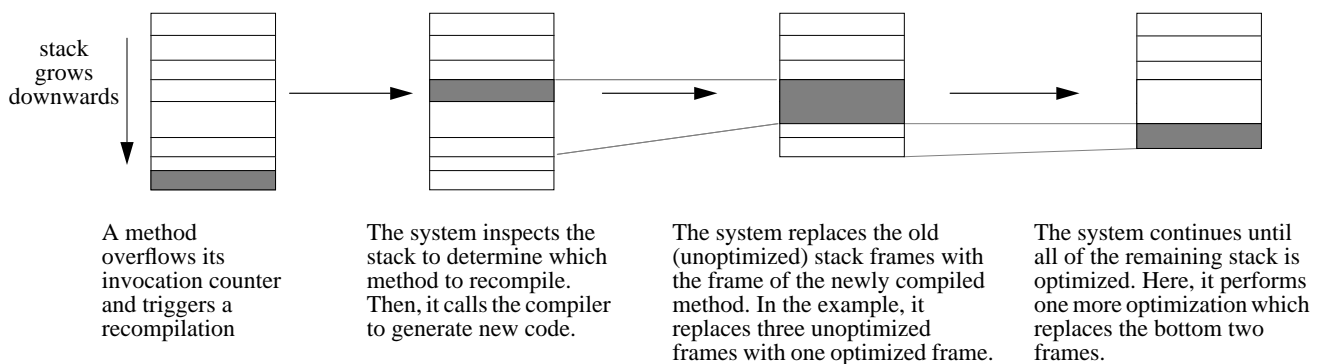 stack
grows
downwards
A method
overflows its
invocation counter
and triggers a
recompilation
The system inspects the
stack to determine which
method to recompile.
Then, it calls the compiler
to generate new code.
The system replaces the old
(unoptimized) stack frames with
the frame of the newly compiled
method. In the example, it
replaces three unoptimized
frames with one optimized frame.
The system continues until
all of the remaining stack is
optimized. Here, it performs
one more optimization which
replaces the bottom two
frames.